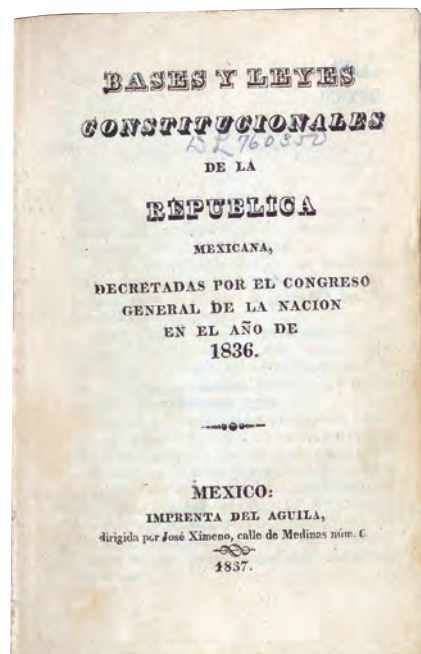 BASES Y LEYES
CONSTITUCIONALES
DE LA
REPUBLICA
MEXICANA,
DECRETADAS POR EL CONGRESO
GENERAL DE LA NACION
EN EL AÑO DE
1836.
MEXICO:
IMPRENTA DEL AGUILA,
dirigida por José Ximeno, calle de Medinas núm. 6
1837.